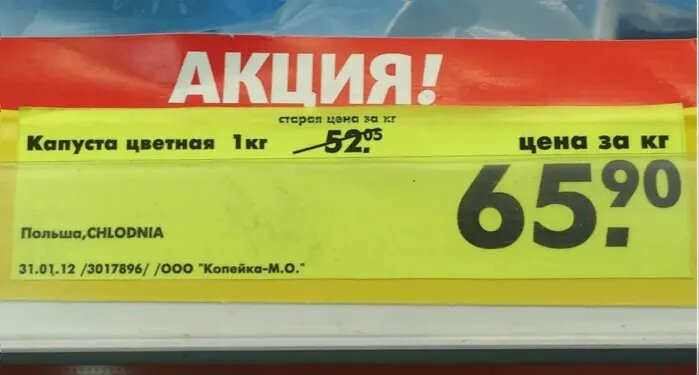 АКЦИЯ!
старая цена за кг
Капуста цветная 1кг 52.05 цена за кг
65.90
Польша,CHLODNIA
31.01.12 /3017896/ /ООО "Копейка-М.О."